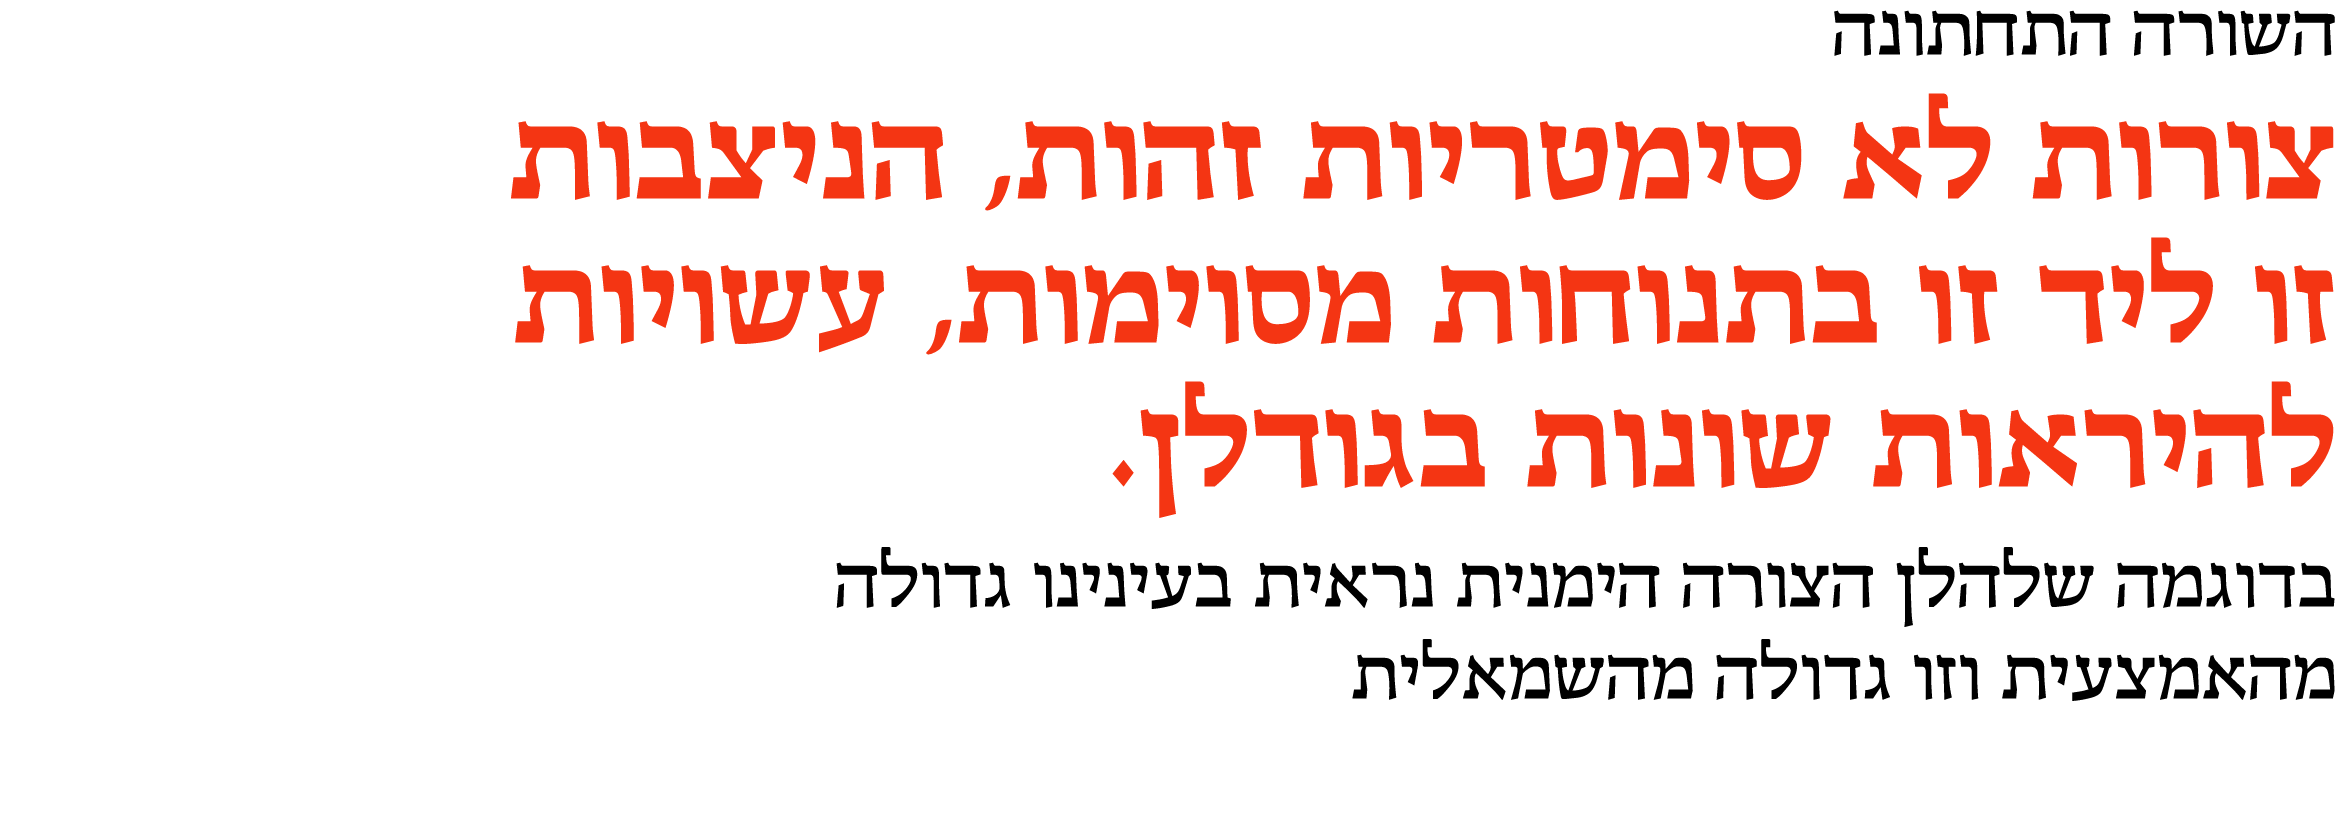 השורה התחתונה
צורות לא סימטריות זהות, הניצבות
זו ליד זו בתנוחות מסוימות, עשויות
להיראות שונות בגודלן.
בדוגמה שלהלן הצורה הימנית נראית בעינינו גדולה
מהאמצעית וזו גדולה מהשמאלית